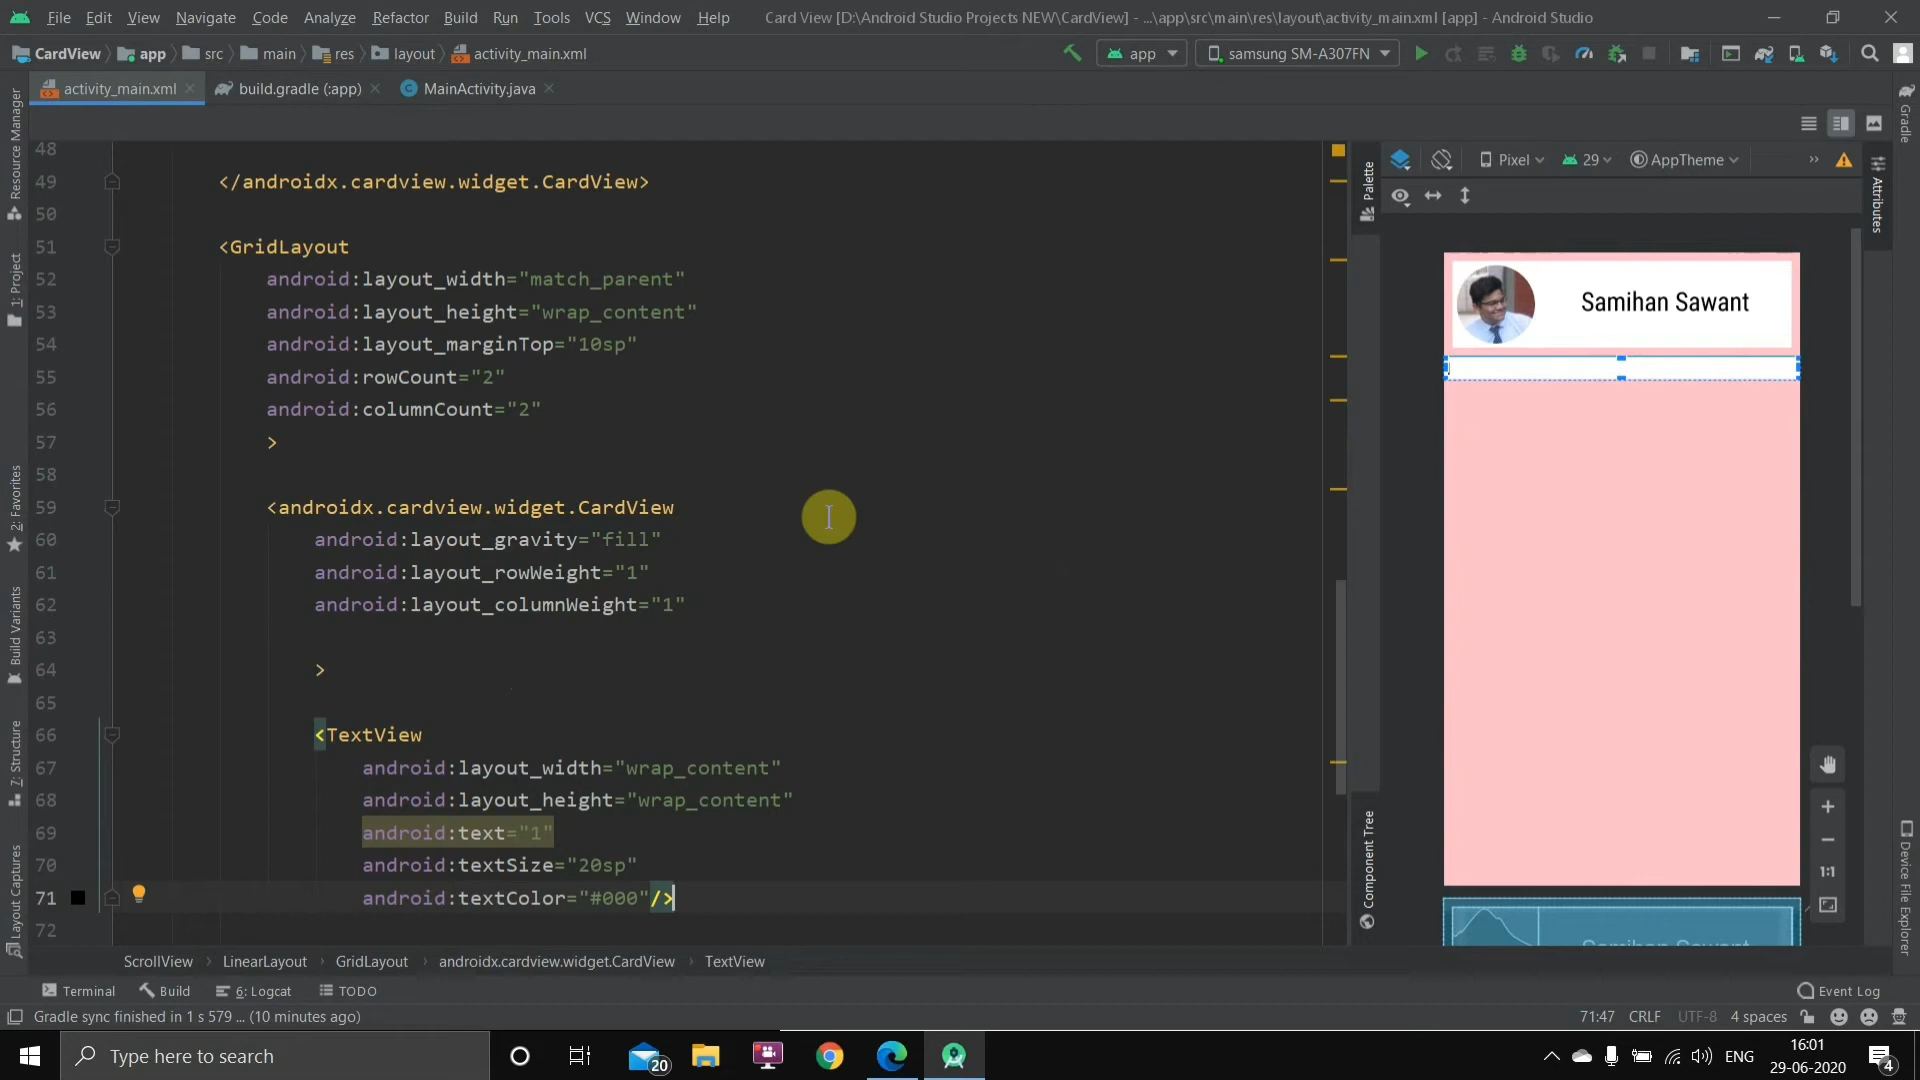 File Edit View Navigate Code Analyze Refactor Build Run Tools VCS Window Help Card View [D:\Android Studio Projects NEW\CardView] - ...\app\src\main\res\layout\activity_main.xml [app] - Android Studio
CardView app src main res layout activity_main.xml app samsung SM-A307FN
activity_main.xml build.gradle (:app) MainActivity.java
Resource Manager
1: Project
2: Favorites
Build Variants
7: Structure
Layout Captures
48
49 </androidx.cardview.widget.CardView>
50
51 <GridLayout
52 android:layout_width="match_parent"
53 android:layout_height="wrap_content"
54 android:layout_marginTop="10sp"
55 android:rowCount="2"
56 android:columnCount="2"
57 >
58
59 <androidx.cardview.widget.CardView
60 android:layout_gravity="fill"
61 android:layout_rowWeight="1"
62 android:layout_columnWeight="1"
63
64 >
65
66 <TextView
67 android:layout_width="wrap_content"
68 android:layout_height="wrap_content"
69 android:text="1"
70 android:textSize="20sp"
71 android:textColor="#000"/>
72
Palette
Component Tree
Pixel 29 AppTheme
Samihan Sawant
1:1
Samihan Sawant
Gradle
Attributes
Device File Explorer
ScrollView LinearLayout GridLayout androidx.cardview.widget.CardView TextView
Terminal Build 6: Logcat TODO Event Log
Gradle sync finished in 1 s 579 ... (10 minutes ago) 71:47 CRLF UTF-8 4 spaces
Type here to search 20 ENG 16:01
29-06-2020 4